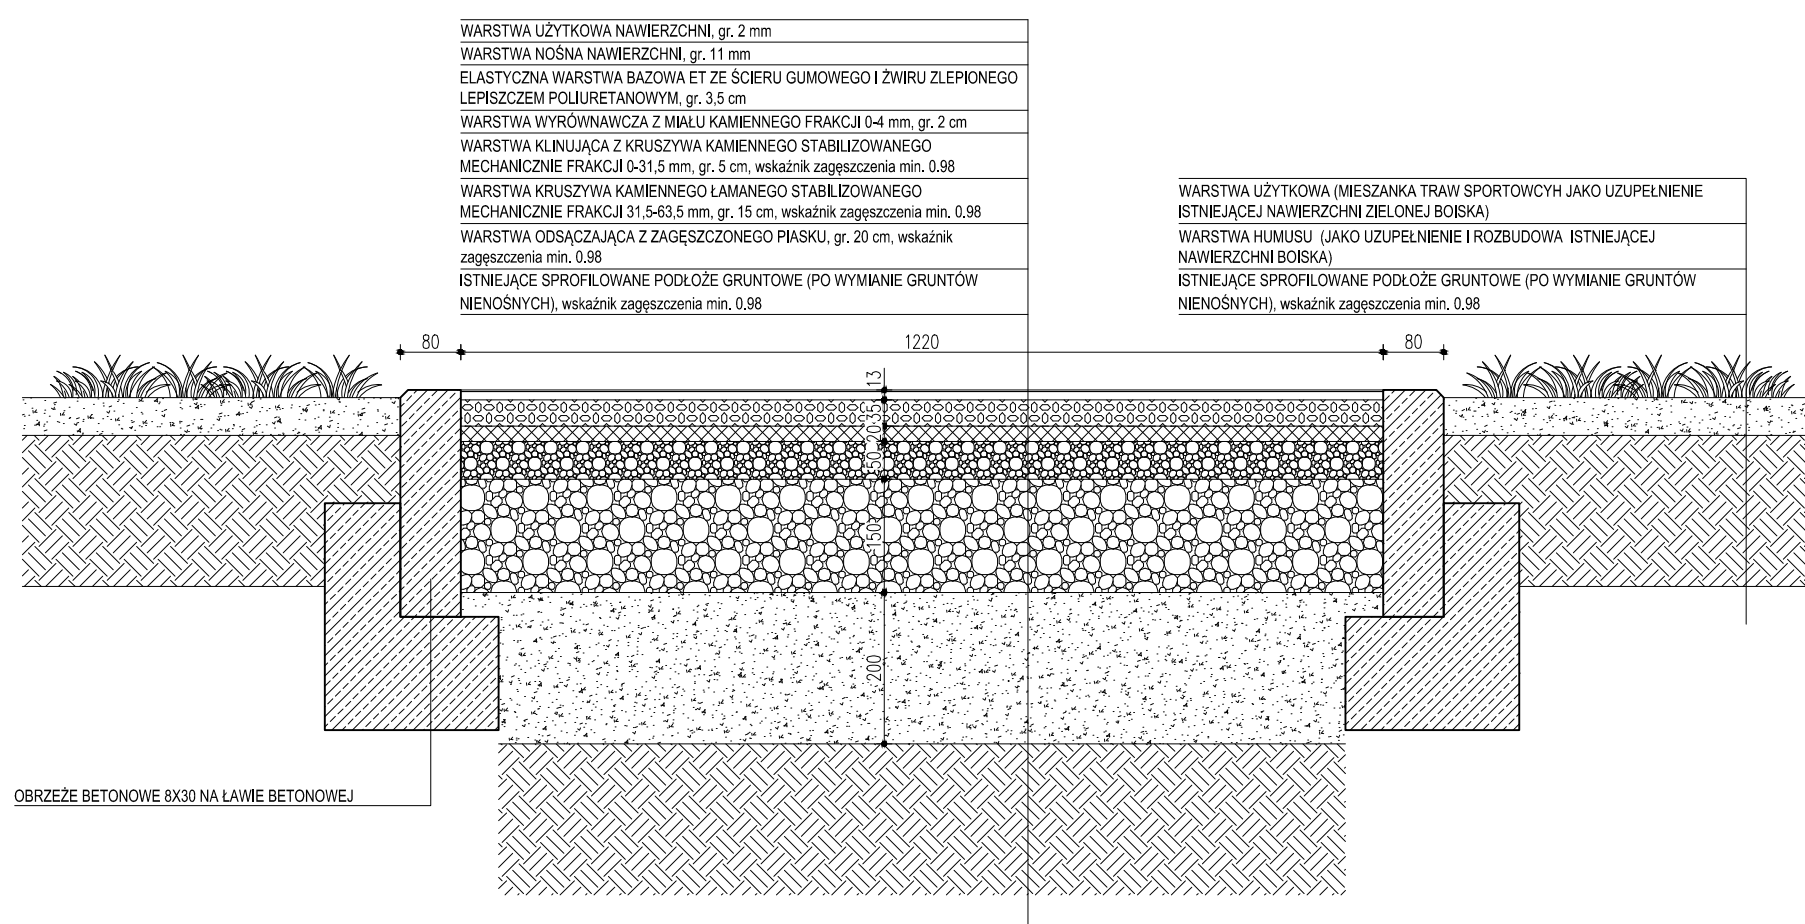 WARSTWA UŻYTKOWA NAWIERZCHNI, gr. 2 mm
WARSTWA NOŚNA NAWIERZCHNI, gr. 11 mm
ELASTYCZNA WARSTWA BAZOWA ET ZE ŚCIERU GUMOWEGO I ŻWIRU ZLEPIONEGO
LEPISZCZEM POLIURETANOWYM, gr. 3,5 cm
WARSTWA WYRÓWNAWCZA Z MIAŁU KAMIENNEGO FRAKCJI 0-4 mm, gr. 2 cm
WARSTWA KLINUJĄCA Z KRUSZYWA KAMIENNEGO STABILIZOWANEGO
MECHANICZNIE FRAKCJI 0-31,5 mm, gr. 5 cm, wskaźnik zagęszczenia min. 0.98
WARSTWA KRUSZYWA KAMIENNEGO ŁAMANEGO STABILIZOWANEGO
MECHANICZNIE FRAKCJI 31,5-63,5 mm, gr. 15 cm, wskaźnik zagęszczenia min. 0.98
WARSTWA ODSĄCZAJĄCA Z ZAGĘSZCZONEGO PIASKU, gr. 20 cm, wskaźnik
zagęszczenia min. 0.98
ISTNIEJĄCE SPROFILOWANE PODŁOŻE GRUNTOWE (PO WYMIANIE GRUNTÓW
NIENOŚNYCH), wskaźnik zagęszczenia min. 0.98
WARSTWA UŻYTKOWA (MIESZANKA TRAW SPORTOWCYH JAKO UZUPEŁNIENIE
ISTNIEJĄCEJ NAWIERZCHNI ZIELONEJ BOISKA)
WARSTWA HUMUSU (JAKO UZUPEŁNIENIE I ROZBUDOWA ISTNIEJĄCEJ
NAWIERZCHNI BOISKA)
ISTNIEJĄCE SPROFILOWANE PODŁOŻE GRUNTOWE (PO WYMIANIE GRUNTÓW
NIENOŚNYCH), wskaźnik zagęszczenia min. 0.98
80
1220
80
13
35
20
50
150
200
OBRZEŻE BETONOWE 8X30 NA ŁAWIE BETONOWEJ